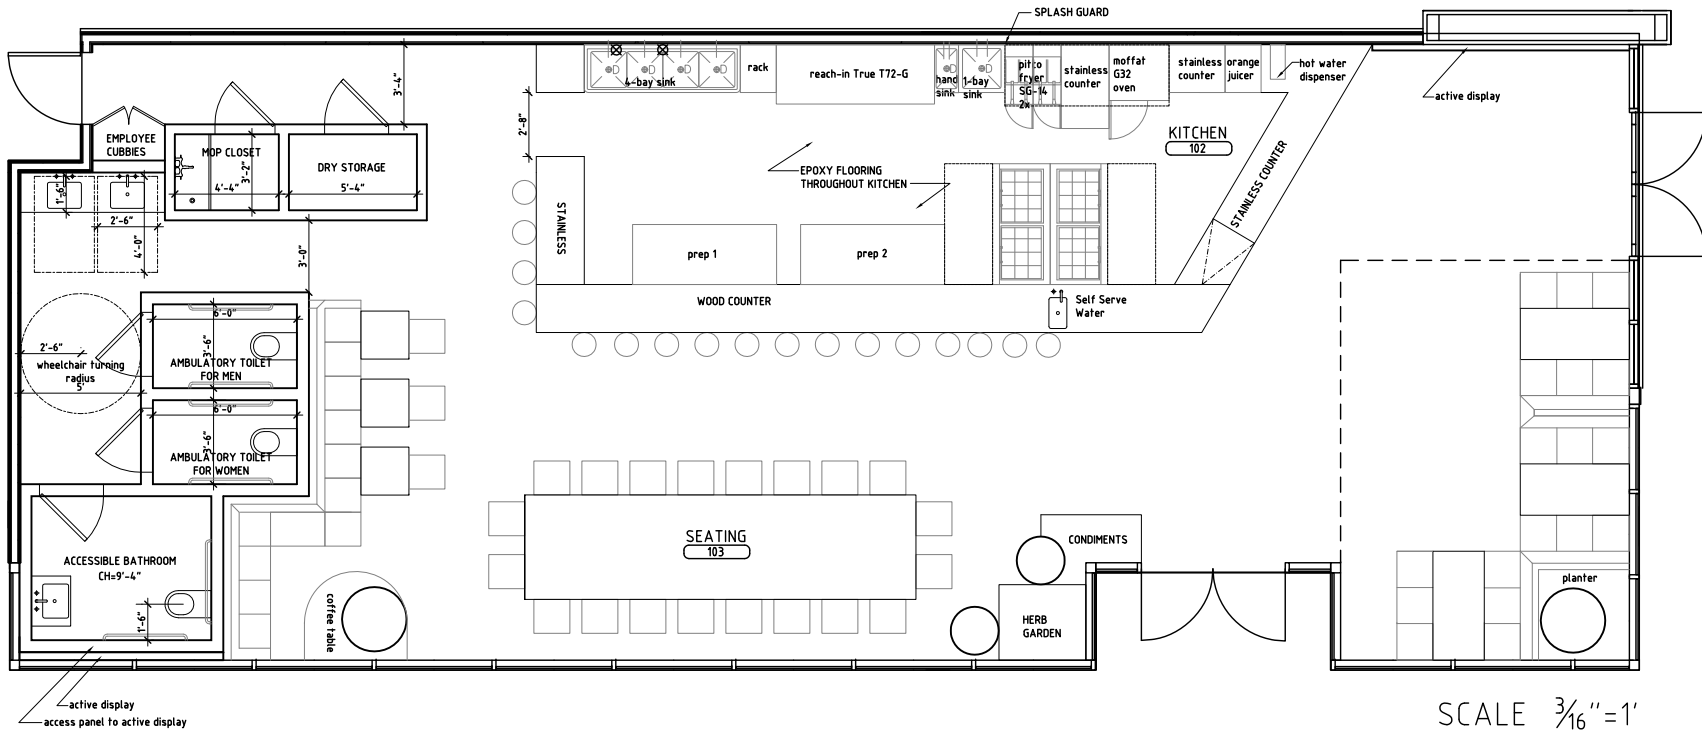 SPLASH GUARD
3'-4"
4-bay sink
rack
reach-in True T72-G
hand
sink
1-bay
sink
pitco
fryer
SG-14
2x
stainless
counter
moffat
G32
oven
stainless
counter
orange
juicer
hot water
dispenser
active display
EMPLOYEE
CUBBIES
MOP CLOSET
3'-2"
4'-4"
DRY STORAGE
5'-4"
2'-8"
KITCHEN
102
EPOXY FLOORING
THROUGHOUT KITCHEN
STAINLESS COUNTER
STAINLESS
1'-6"
2'-6"
4'-0"
3'-0"
prep 1
prep 2
WOOD COUNTER
Self Serve
Water
6'-0"
3'-6"
AMBULATORY TOILET
FOR MEN
2'-6"
wheelchair turning
radius
5'
6'-0"
3'-6"
AMBULATORY TOILET
FOR WOMEN
SEATING
103
CONDIMENTS
ACCESSIBLE BATHROOM
CH=9'-4"
1'-6"
coffee table
HERB
GARDEN
planter
active display
access panel to active display
SCALE 3/16"=1'